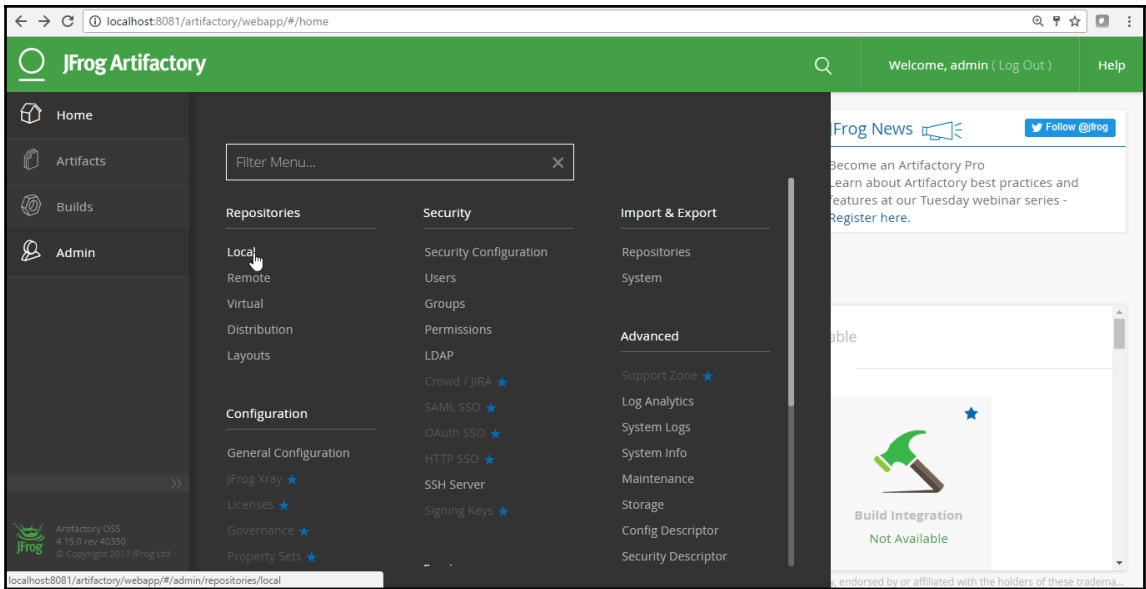 localhost:8081/artifactory/webapp/#/home
JFrog Artifactory
Welcome, admin ( Log Out )
Help
Home
Artifacts
Builds
Admin
Filter Menu...
Repositories
Local
Remote
Virtual
Distribution
Layouts
Configuration
General Configuration
JFrog Xray
Licenses
Governance
Property Sets
Security
Security Configuration
Users
Groups
Permissions
LDAP
Crowd / JIRA
SAML SSO
OAuth SSO
HTTP SSO
SSH Server
Signing Keys
Import & Export
Repositories
System
Advanced
Support Zone
Log Analytics
System Logs
System Info
Maintenance
Storage
Config Descriptor
Security Descriptor
JFrog News
Follow @jfrog
Become an Artifactory Pro
Learn about Artifactory best practices and
features at our Tuesday webinar series -
Register here.
able
Build Integration
Not Available
JFrog
Artifactory OSS
4.15.0 rev 40350
© Copyright 2017 JFrog Ltd
localhost:8081/artifactory/webapp/#/admin/repositories/local
, endorsed by or affiliated with the holders of these tradema...